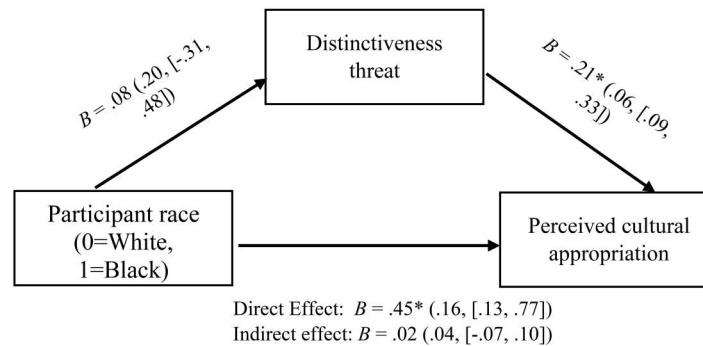 Distinctiveness
threat
B = .08 (.20, [-.31,
.48])
B = .21* (.06, [.09,
.33])
Participant race
(0=White,
1=Black)
Perceived cultural
appropriation
Direct Effect: B = .45* (.16, [.13, .77])
Indirect effect: B = .02 (.04, [-.07, .10])